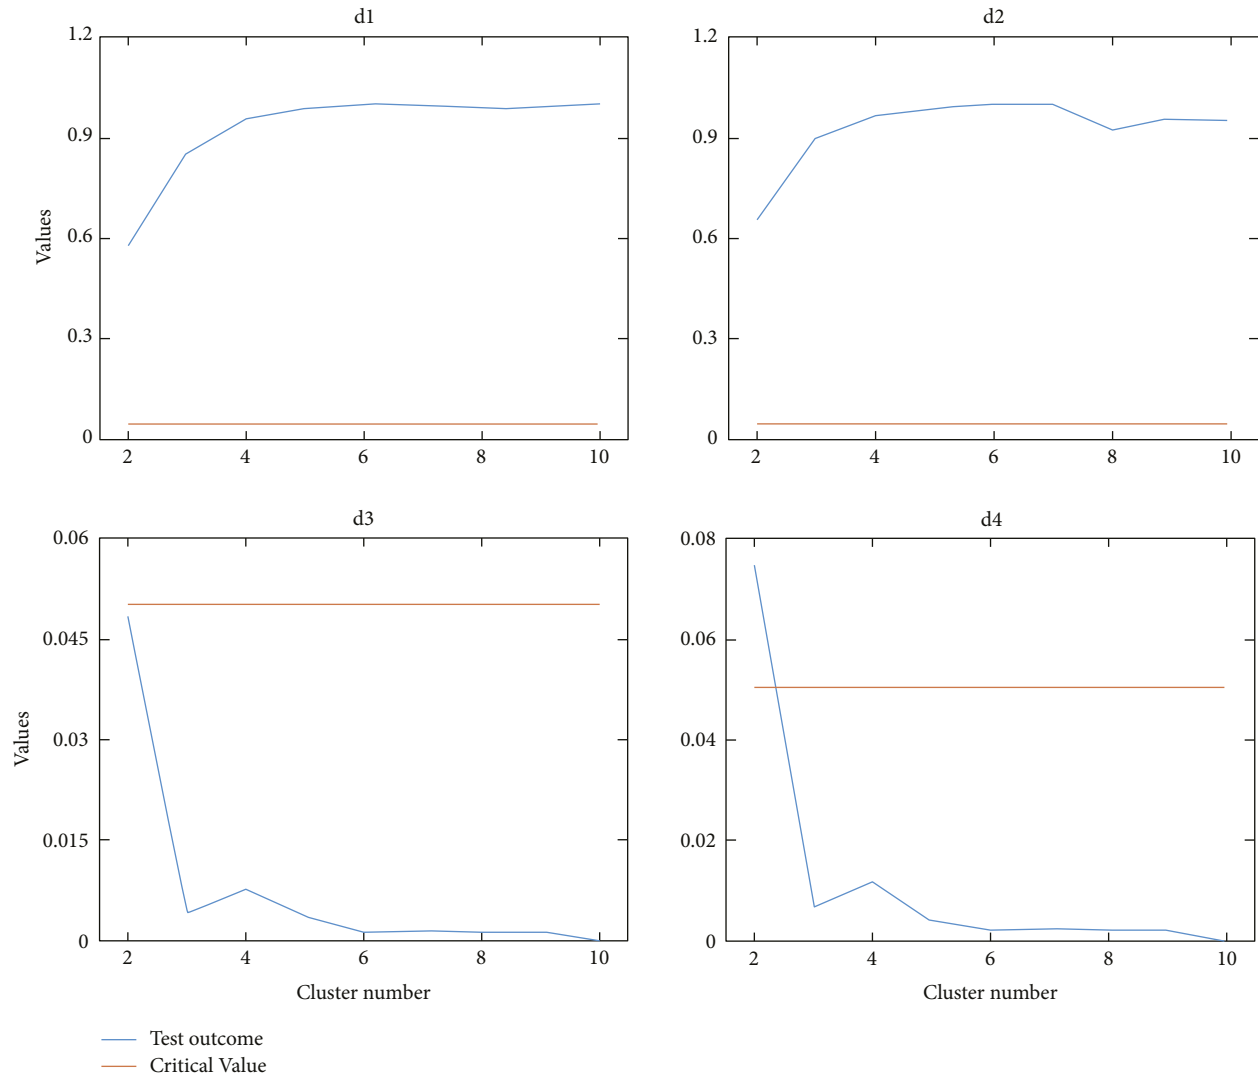 d1
1.2
0.9
0.6
0.3
0
Values
2 4 6 8 10
d2
1.2
0.9
0.6
0.3
0
2 4 6 8 10
d3
0.06
0.045
0.03
0.015
0
Values
2 4 6 8 10
Cluster number
d4
0.08
0.06
0.04
0.02
0
2 4 6 8 10
Cluster number
Test outcome
Critical Value